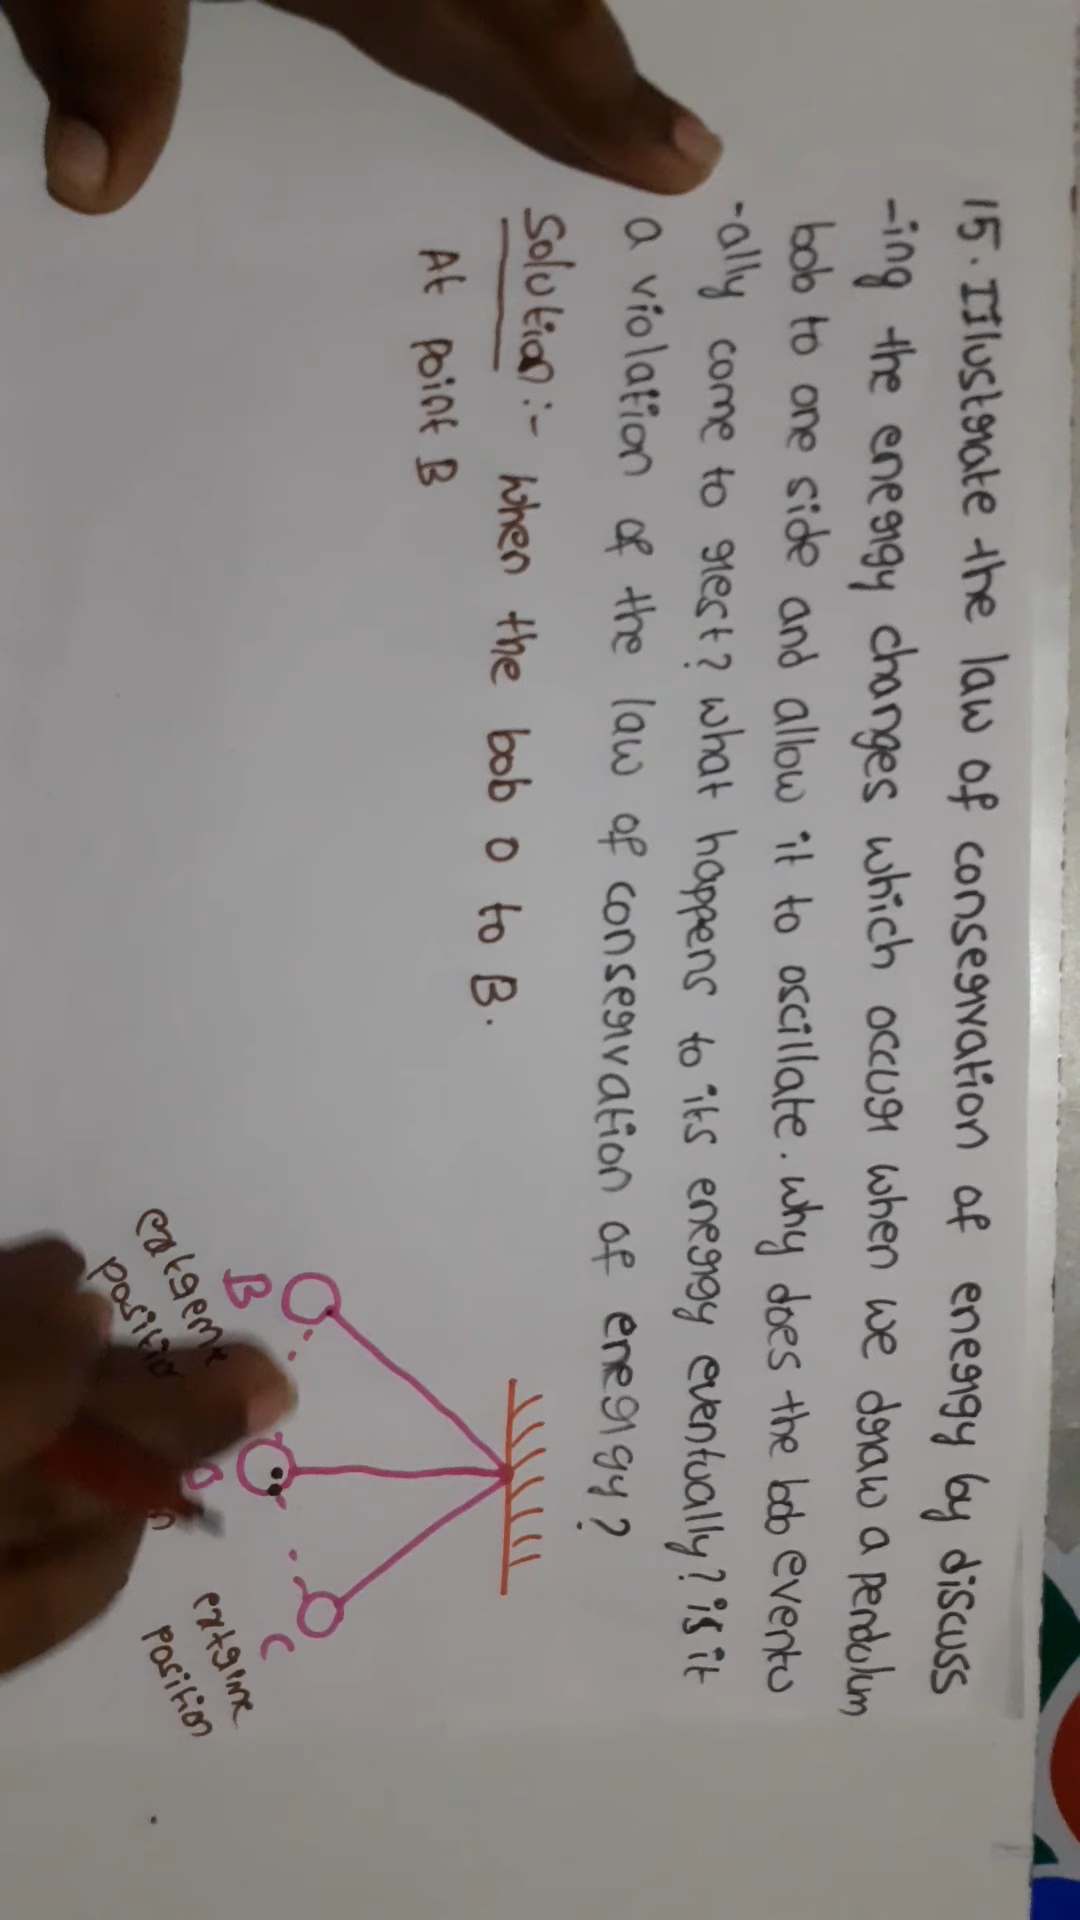 15. Illustrate the law of conservation of energy by discuss
-ing the energy changes which occur when we draw a pendulum
bob to one side and allow it to oscillate. why does the bob eventu
-ally come to rest? what happens to its energy eventually? is it
a violation of the law of conservation of energy?
Solution:- when the bob o to B.
At point B
B
C
extreme
position